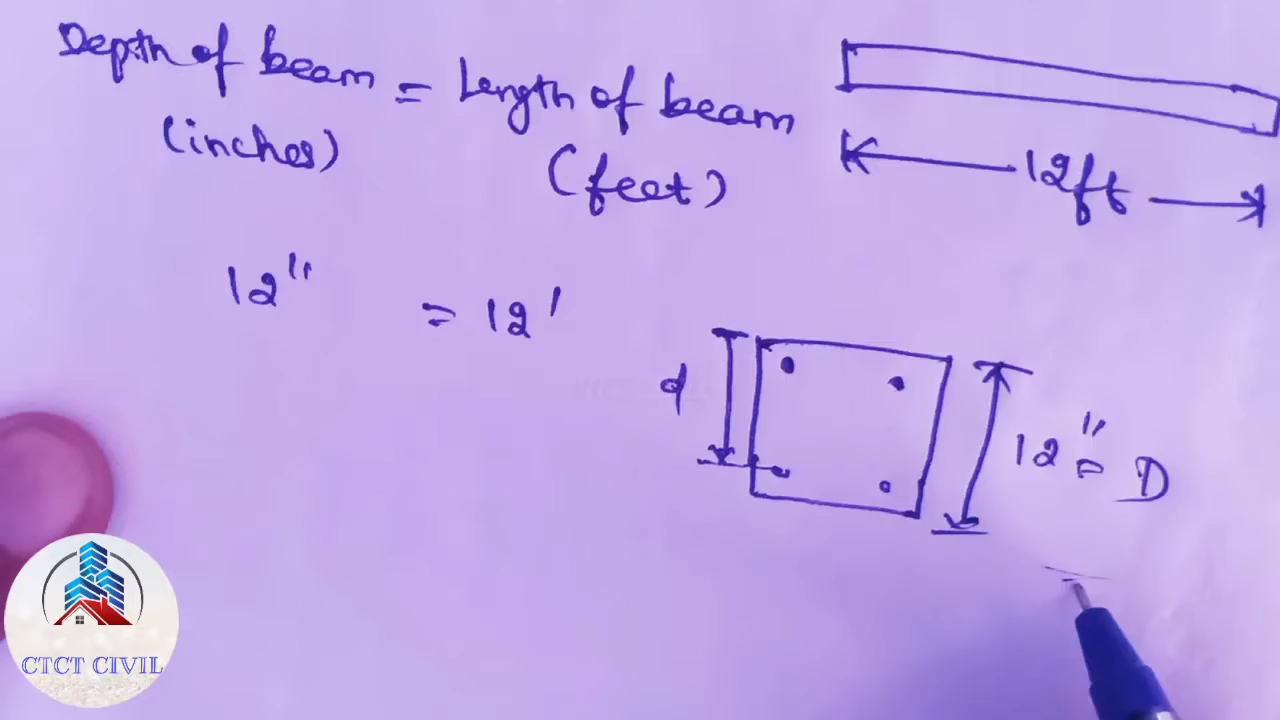 Depth of beam = Length of beam
(inches) (feet)
12ft
12" = 12'
d
12" = D
CTCT CIVIL